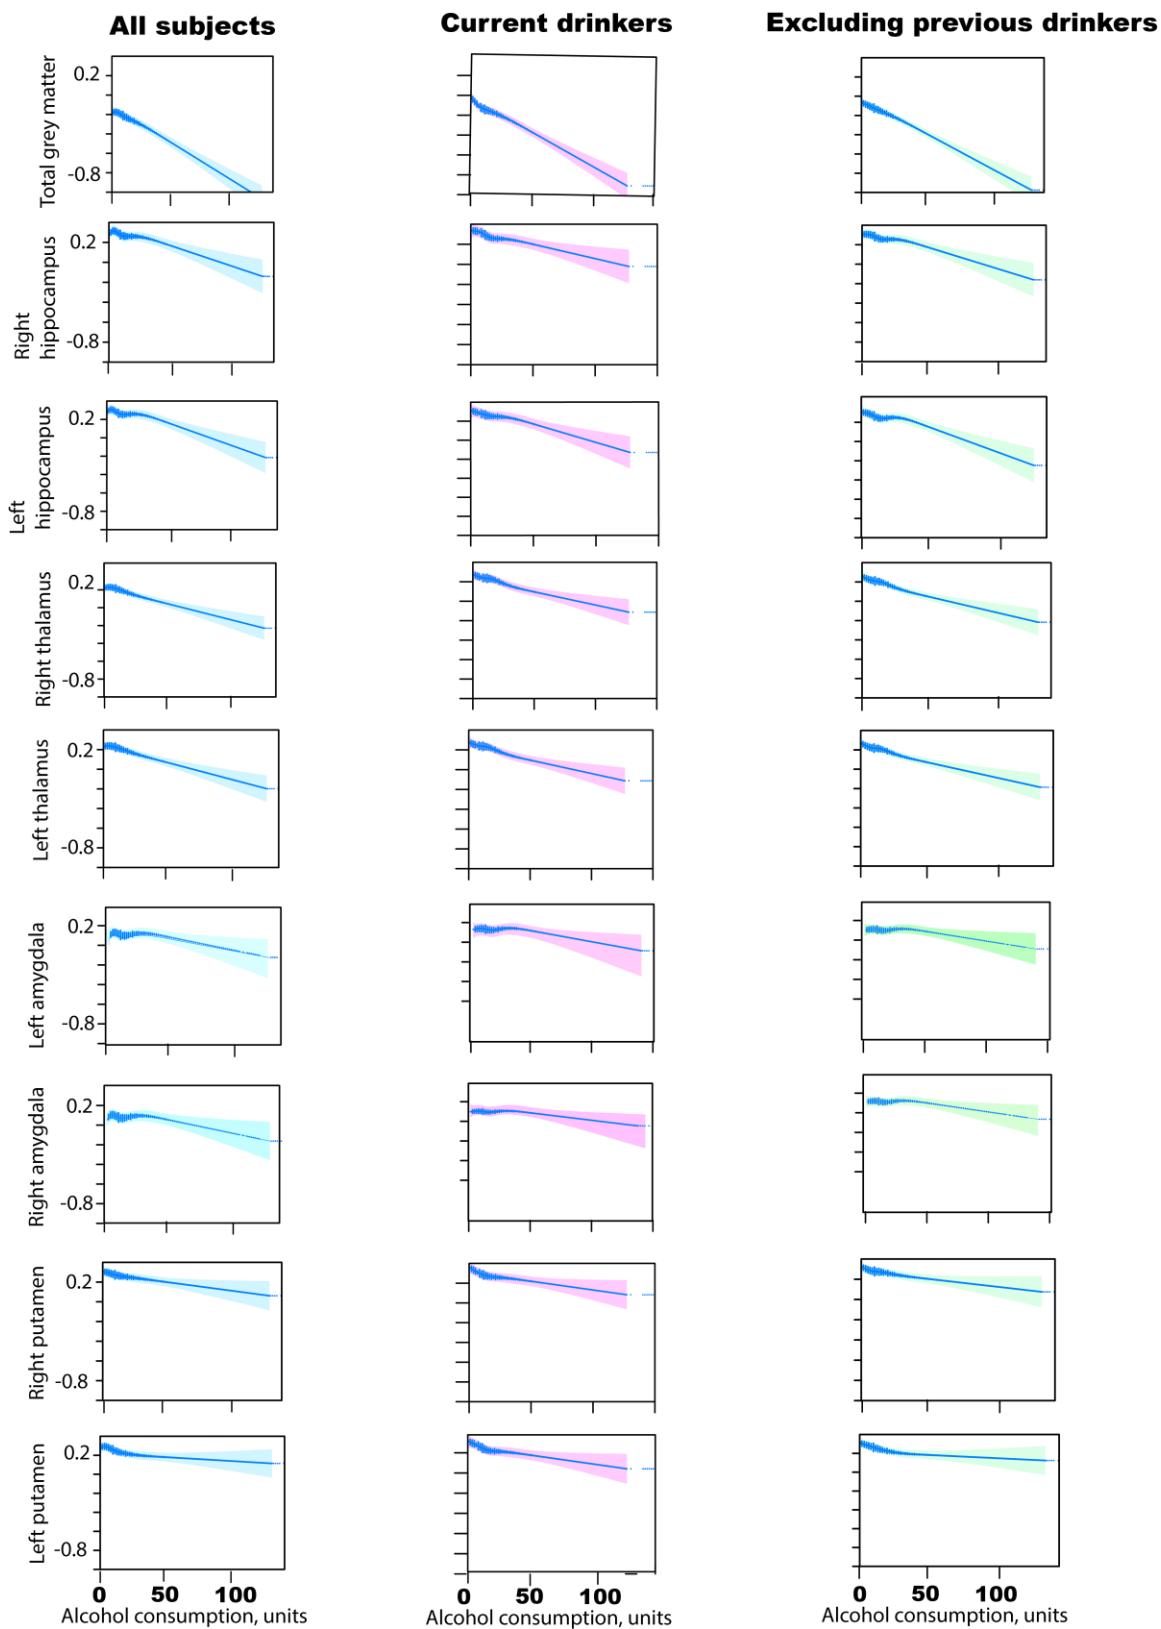 All subjects
Current drinkers
Excluding previous drinkers
Total grey matter
0.2
-0.8
Right
hippocampus
0.2
-0.8
Left
hippocampus
0.2
-0.8
Right thalamus
0.2
-0.8
Left thalamus
0.2
-0.8
Left amygdala
0.2
-0.8
Right amygdala
0.2
-0.8
Right putamen
0.2
-0.8
Left putamen
0.2
-0.8
0 50 100
Alcohol consumption, units
0 50 100
Alcohol consumption, units
0 50 100
Alcohol consumption, units